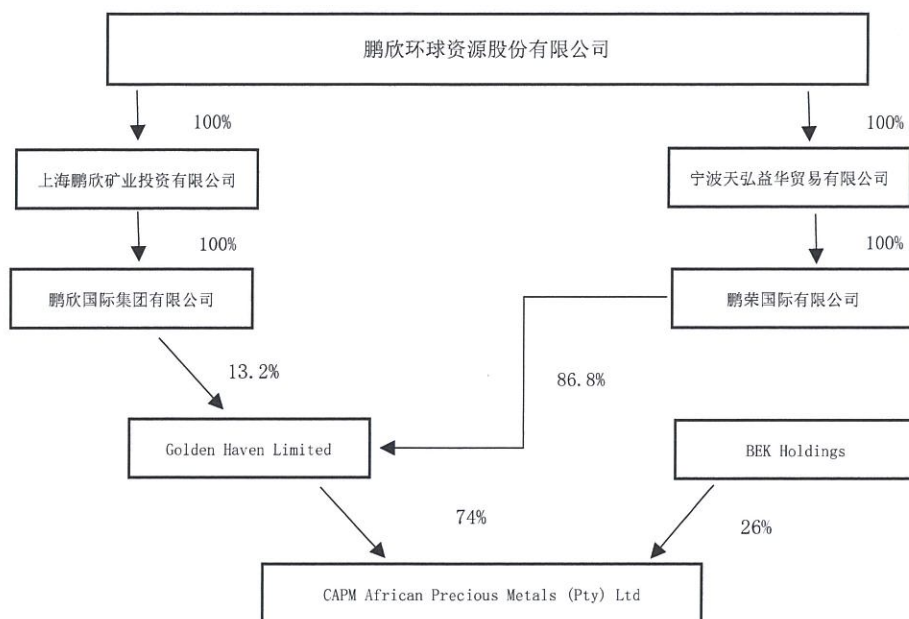 鹏欣环球资源股份有限公司
100%
100%
上海鹏欣矿业投资有限公司
宁波天弘益华贸易有限公司
100%
100%
鹏欣国际集团有限公司
鹏荣国际有限公司
13.2%
86.8%
Golden Haven Limited
BEK Holdings
74%
26%
CAPM African Precious Metals (Pty) Ltd